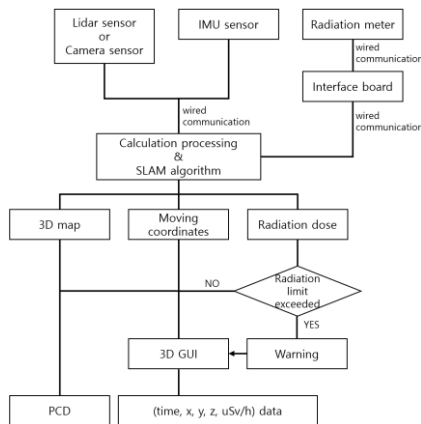 Lidar sensor
or
Camera sensor
IMU sensor
Radiation meter
wired
communication
Interface board
wired
communication
wired
communication
Calculation processing
&
SLAM algorithm
3D map
Moving
coordinates
Radiation dose
Radiation
limit
exceeded
NO
YES
3D GUI
Warning
PCD
(time, x, y, z, uSv/h) data